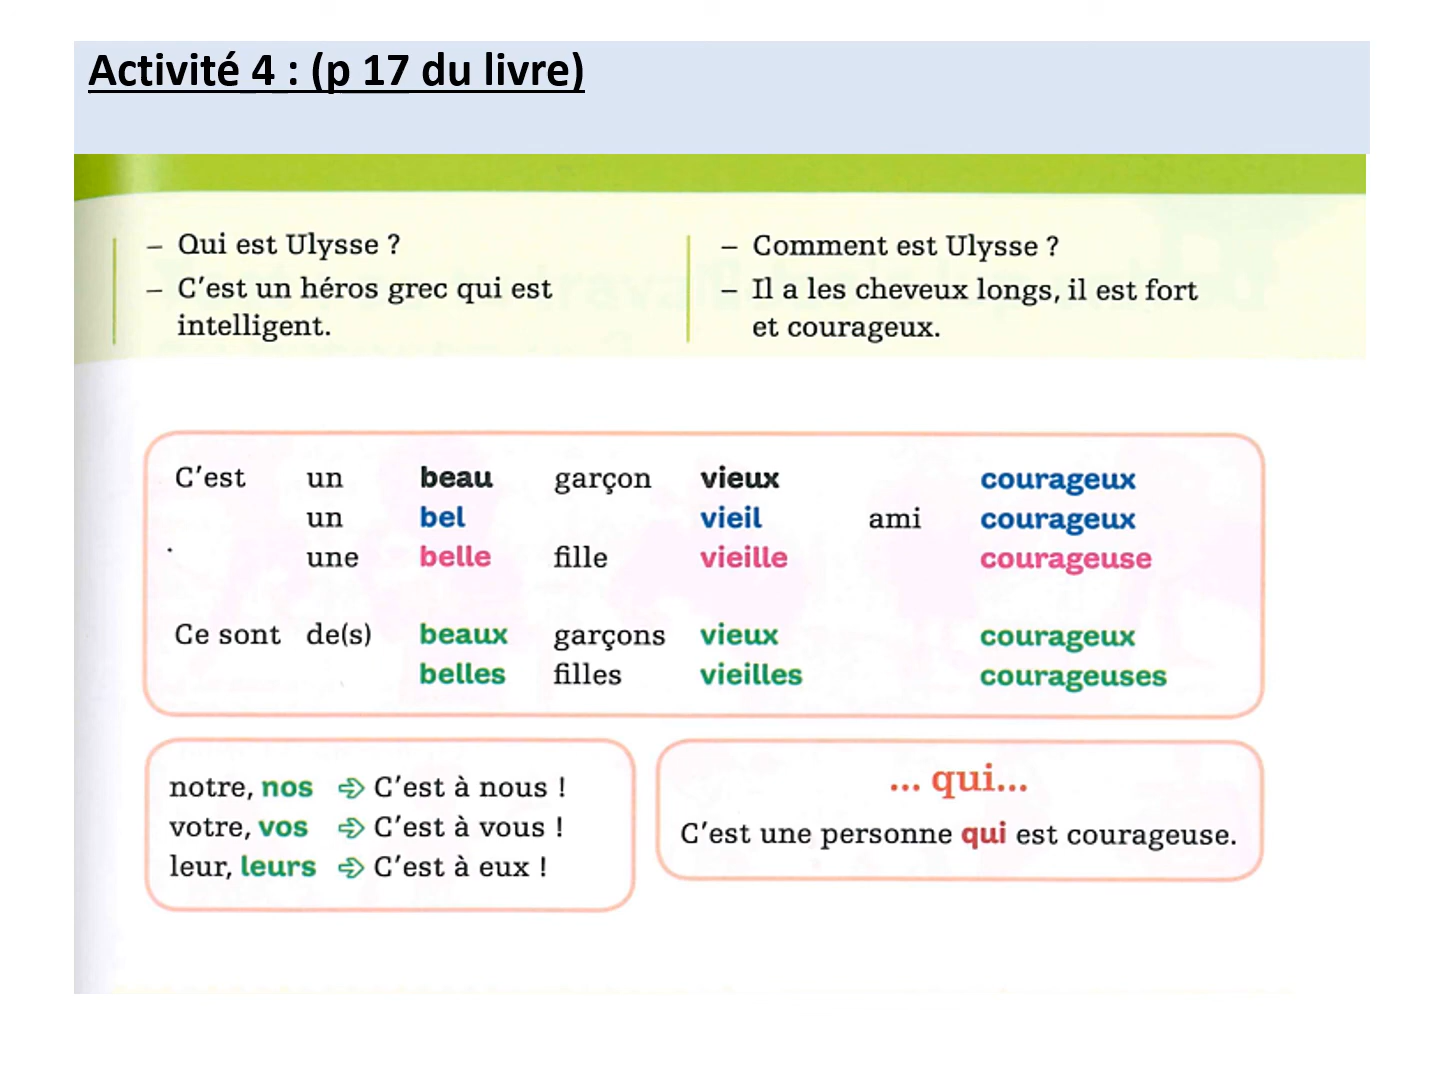 Activité 4 : (p 17 du livre)
– Qui est Ulysse ?
– C'est un héros grec qui est
intelligent.
– Comment est Ulysse ?
– Il a les cheveux longs, il est fort
et courageux.
C'est un beau garçon vieux courageux
un bel vieil ami courageux
une belle fille vieille courageuse
Ce sont de(s) beaux garçons vieux courageux
belles filles vieilles courageuses
notre, nos ➩ C'est à nous !
votre, vos ➩ C'est à vous !
leur, leurs ➩ C'est à eux !
... qui...
C'est une personne qui est courageuse.